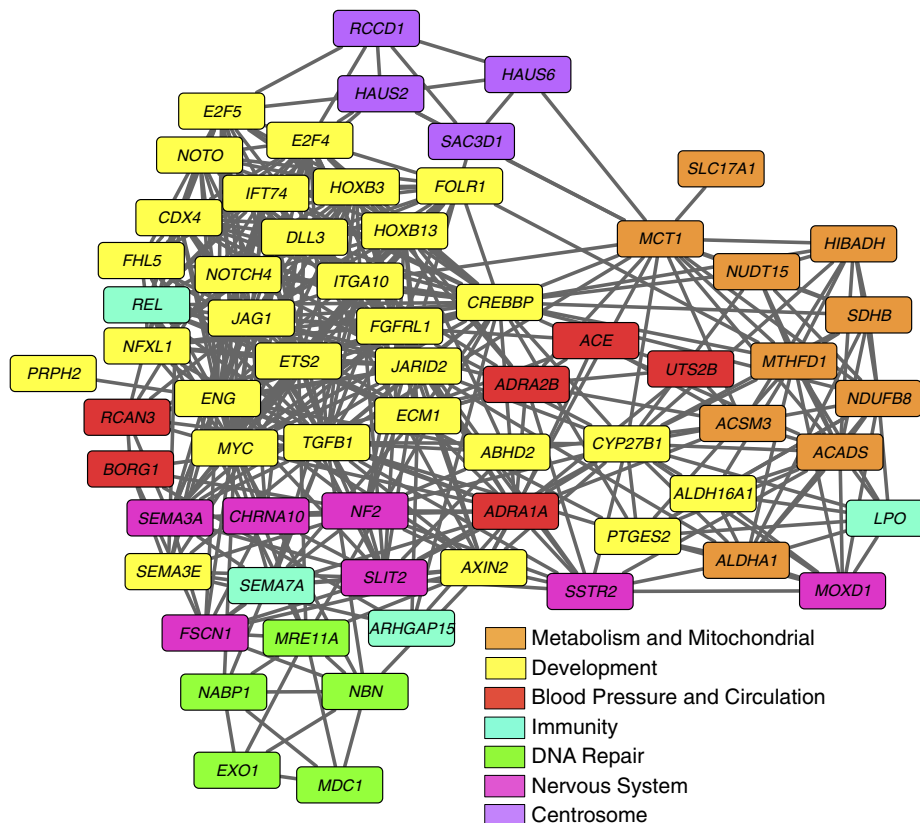 RCCD1
HAUS6
HAUS2
E2F5
E2F4
SAC3D1
NOTO
SLC17A1
IFT74
HOXB3
FOLR1
CDX4
DLL3
HOXB13
MCT1
HIBADH
FHL5
NOTCH4
ITGA10
NUDT15
REL
CREBBP
SDHB
JAG1
FGFRL1
ACE
NFXL1
ETS2
JARID2
MTHFD1
PRPH2
UTS2B
ADRA2B
ENG
NDUFB8
RCAN3
ECM1
ACSM3
MYC
TGFB1
ABHD2
CYP27B1
ACADS
BORG1
ALDH16A1
SEMA3A
CHRNA10
NF2
ADRA1A
LPO
PTGES2
SEMA3E
SEMA7A
SLIT2
AXIN2
ALDHA1
SSTR2
MOXD1
FSCN1
MRE11A
ARHGAP15
NABP1
NBN
EXO1
MDC1
Metabolism and Mitochondrial
Development
Blood Pressure and Circulation
Immunity
DNA Repair
Nervous System
Centrosome